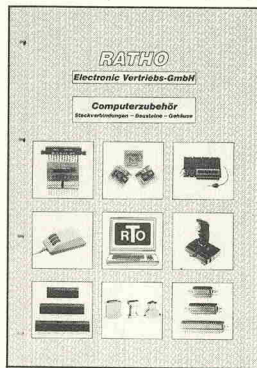 RATHO
Electronic Vertriebs-GmbH
Computerzubehör
Steckverbindungen – Bausteine – Gehäuse
RTO